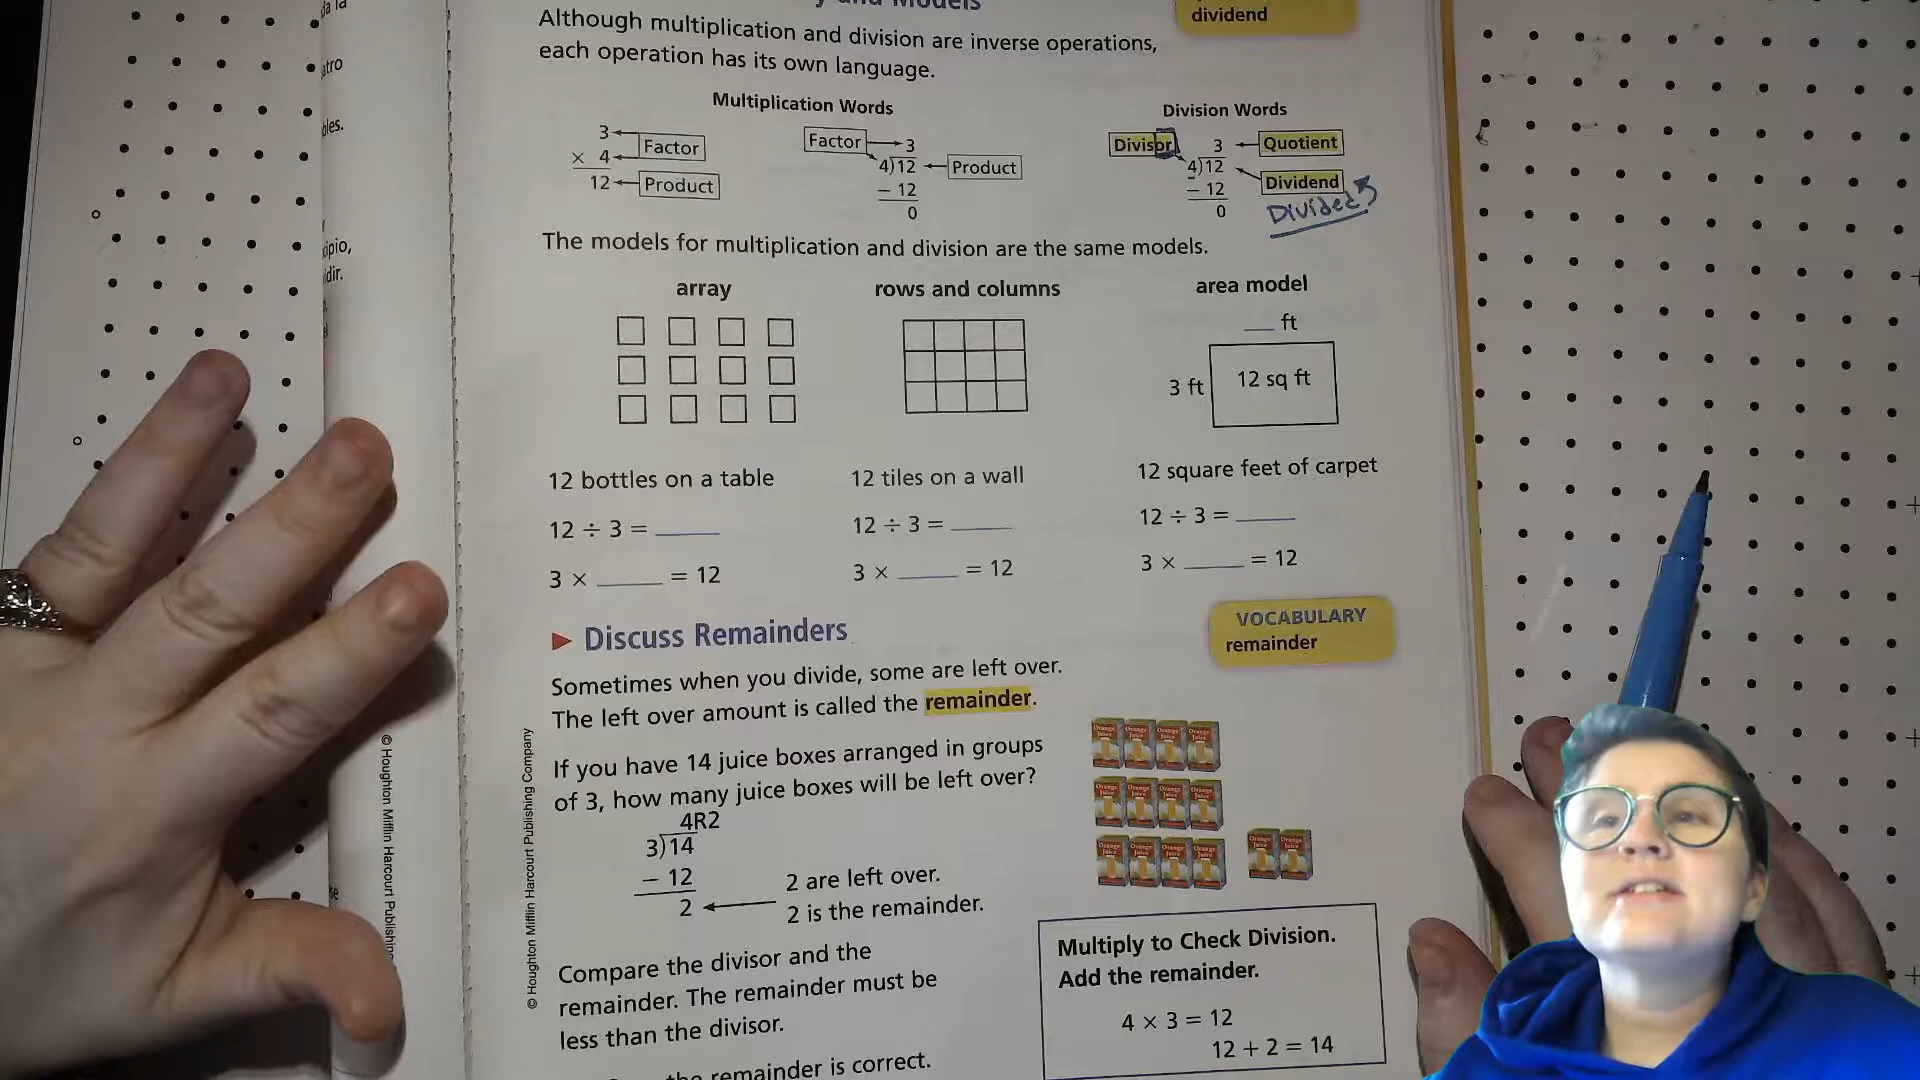 dividend
Although multiplication and division are inverse operations,
each operation has its own language.
Multiplication Words
Division Words
3
Factor
× 4
12
Product
Factor
3
4)12
Product
− 12
0
Divisor
3
Quotient
4)12
Dividend
− 12
0
Divided
The models for multiplication and division are the same models.
array
rows and columns
area model
___ ft
3 ft
12 sq ft
12 bottles on a table
12 tiles on a wall
12 square feet of carpet
12 ÷ 3 = ____
12 ÷ 3 = ____
12 ÷ 3 = ____
3 × ____ = 12
3 × ____ = 12
3 × ____ = 12
Discuss Remainders
VOCABULARY
remainder
Sometimes when you divide, some are left over.
The left over amount is called the remainder.
If you have 14 juice boxes arranged in groups
of 3, how many juice boxes will be left over?
4R2
3)14
− 12
2
2 are left over.
2 is the remainder.
Compare the divisor and the
remainder. The remainder must be
less than the divisor.
remainder is correct.
Multiply to Check Division.
Add the remainder.
4 × 3 = 12
12 + 2 = 14
© Houghton Mifflin Harcourt Publishing Company
© Houghton Mifflin Harcourt Publishing